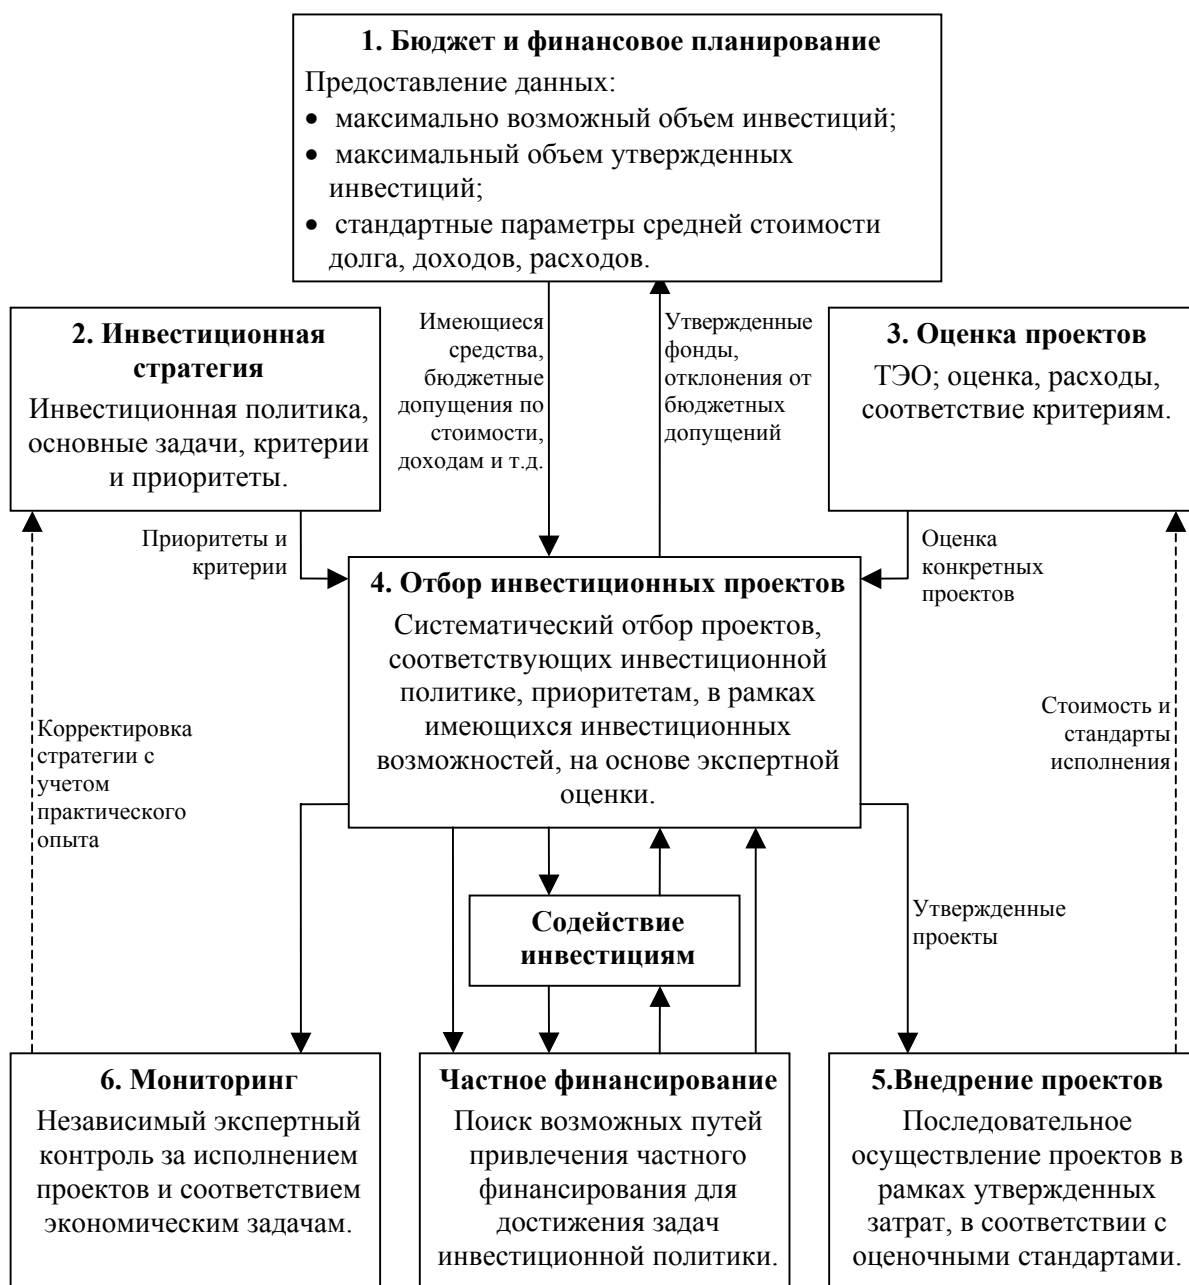 1. Бюджет и финансовое планирование
Предоставление данных:
• максимально возможный объем инвестиций;
• максимальный объем утвержденных
инвестиций;
• стандартные параметры средней стоимости
долга, доходов, расходов.
2. Инвестиционная
стратегия
Инвестиционная политика,
основные задачи, критерии
и приоритеты.
Имеющиеся
средства,
бюджетные
допущения по
стоимости,
доходам и т.д.
Утвержденные
фонды,
отклонения от
бюджетных
допущений
3. Оценка проектов
ТЭО; оценка, расходы,
соответствие критериям.
Приоритеты и
критерии
Оценка
конкретных
проектов
4. Отбор инвестиционных проектов
Систематический отбор проектов,
соответствующих инвестиционной
политике, приоритетам, в рамках
имеющихся инвестиционных
возможностей, на основе экспертной
оценки.
Корректировка
стратегии с
учетом
практического
опыта
Стоимость и
стандарты
исполнения
Содействие
инвестициям
Утвержденные
проекты
6. Мониторинг
Независимый экспертный
контроль за исполнением
проектов и соответствием
экономическим задачам.
Частное финансирование
Поиск возможных путей
привлечения частного
финансирования для
достижения задач
инвестиционной политики.
5.Внедрение проектов
Последовательное
осуществление проектов в
рамках утвержденных
затрат, в соответствии с
оценочными стандартами.